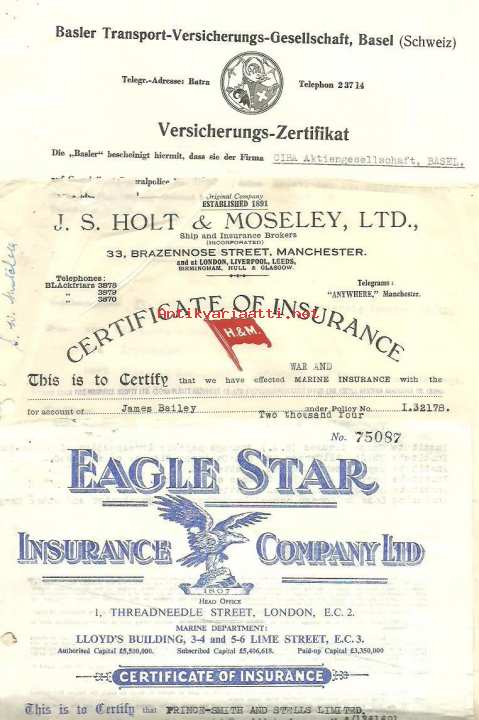 Basler Transport-Versicherungs-Gesellschaft, Basel (Schweiz)
Telegr.-Adresse: Batra
Telephon 2 37 14
Versicherungs-Zertifikat
Die „Basler" bescheinigt hiermit, dass sie der Firma CIBA Aktiengesellschaft, BASEL.
Original Company
ESTABLISHED 1891
J. S. HOLT & MOSELEY, LTD.,
Ship and Insurance Brokers
(INCORPORATED)
33, BRAZENNOSE STREET, MANCHESTER.
and at LONDON, LIVERPOOL, LEEDS,
BIRMINGHAM, HULL & GLASGOW.
Telephones:
BLAckfriars 3878
" 3879
" 3870
Telegrams:
"ANYWHERE," Manchester.
CERTIFICATE OF INSURANCE
Antikvariaatti.net
H.& M.
WAR AND
This is to Certify that we have effected MARINE INSURANCE with the
for account of James Bailey under Policy No. I.32178.
Two thousand four
No. 75087
EAGLE STAR
INSURANCE COMPANY LTD
1807
HEAD OFFICE
1, THREADNEEDLE STREET, LONDON, E.C. 2.
MARINE DEPARTMENT:
LLOYD'S BUILDING, 3-4 and 5-6 LIME STREET, E.C. 3.
Authorised Capital £5,500,000. Subscribed Capital £5,406,618. Paid-up Capital £3,350,000
CERTIFICATE OF INSURANCE
This is to Certify that PRINCE-SMITH AND STELLS LIMITED,